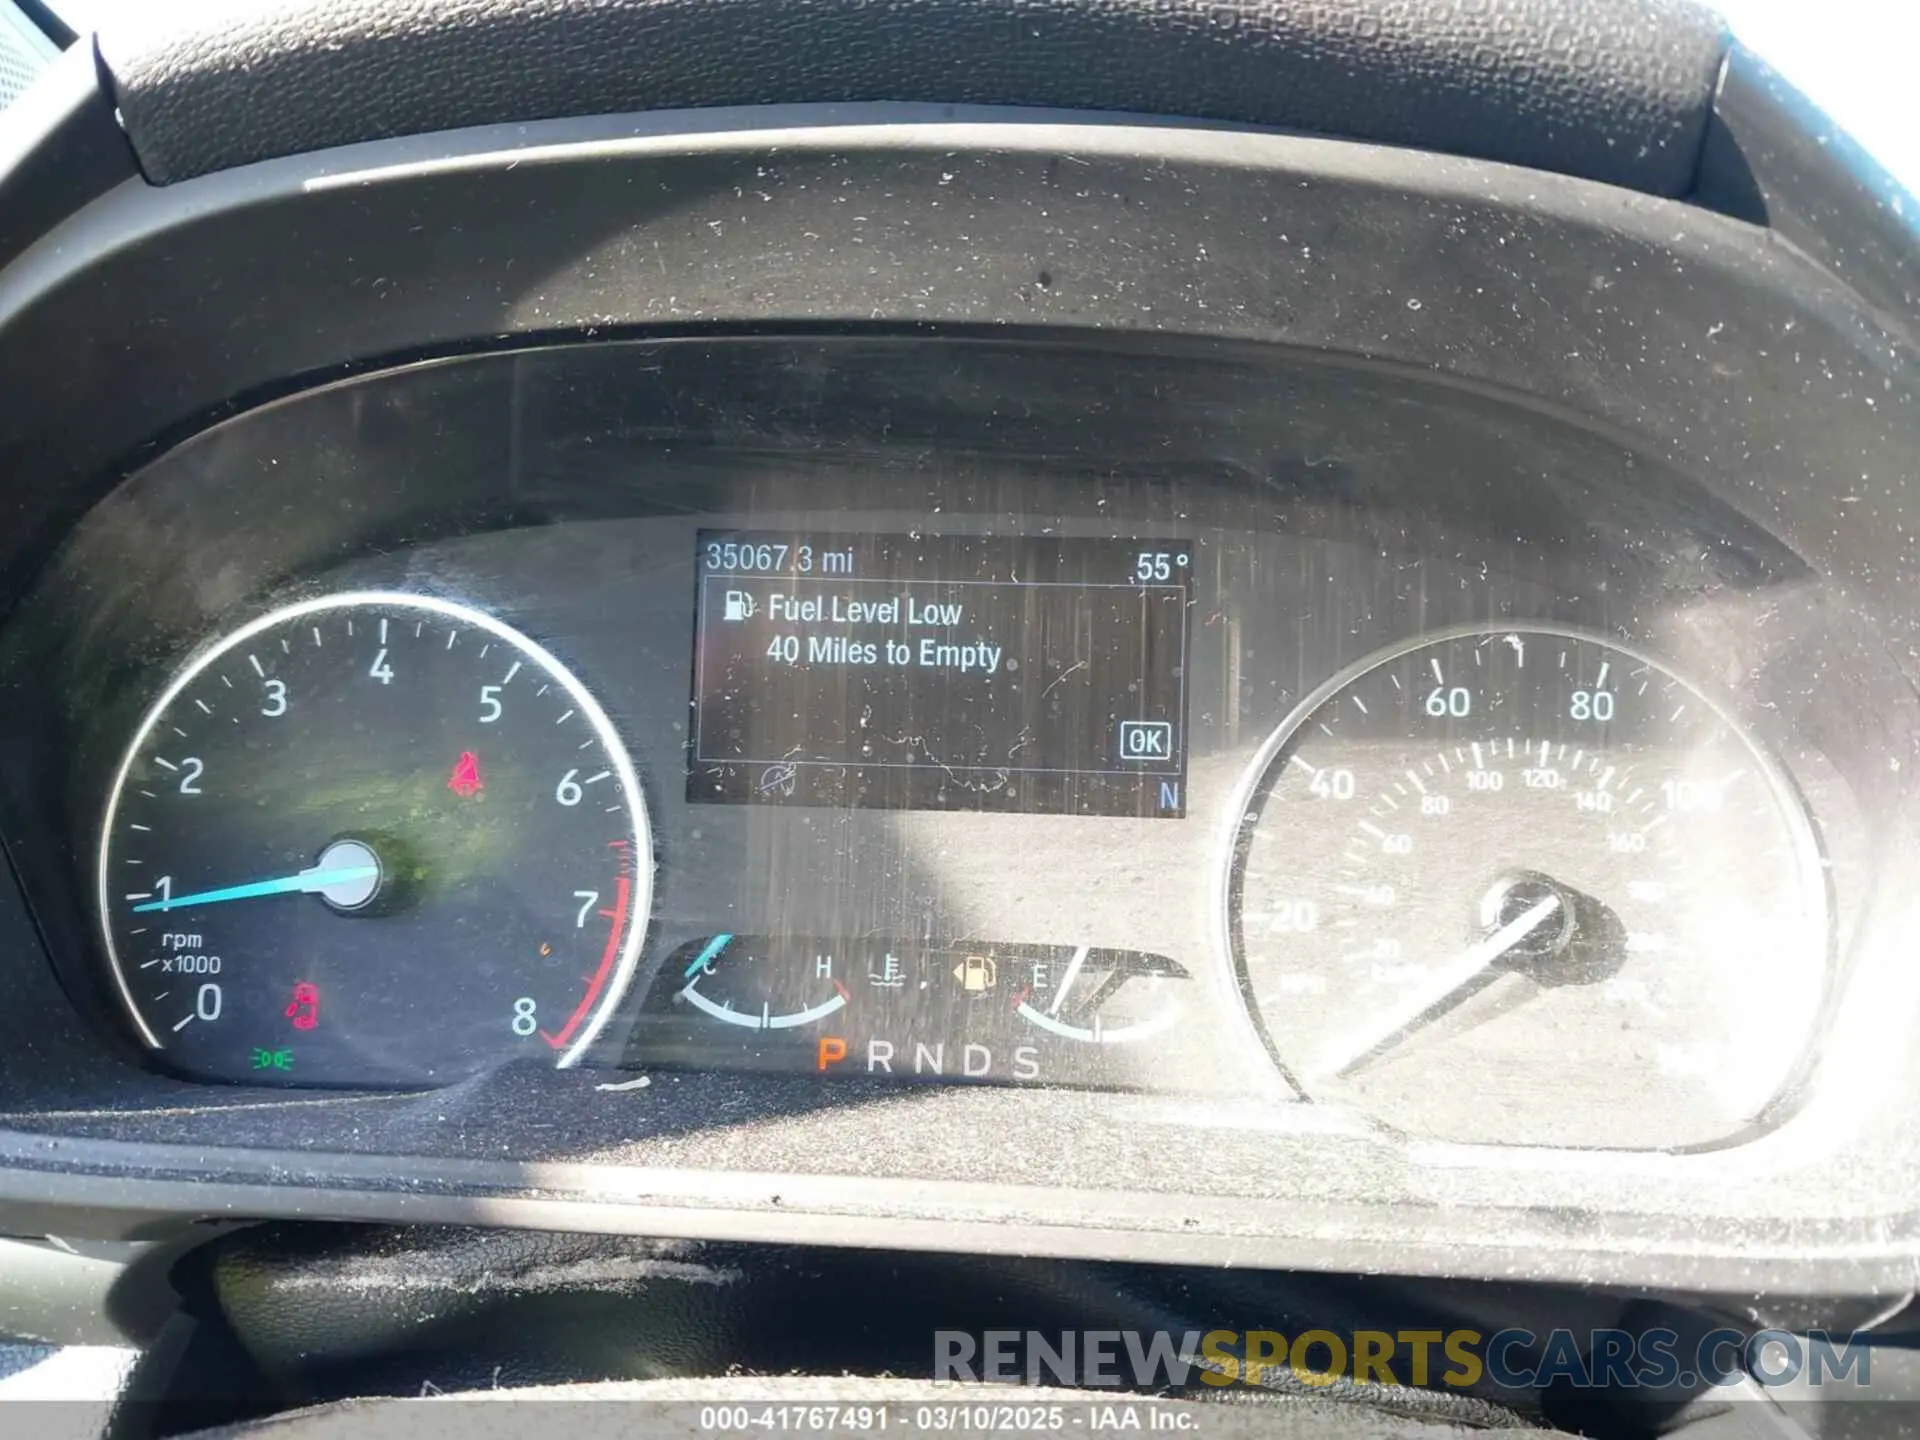 35067.3 mi
55°
Fuel Level Low
40 Miles to Empty
OK
N
0
1
2
3
4
5
6
7
8
rpm
x1000
C
H
E
P R N D S
20
40
60
80
100
60
80
100
120
140
160
RENEWSPORTSCARS.COM
000-41767491 - 03/10/2025 - IAA Inc.